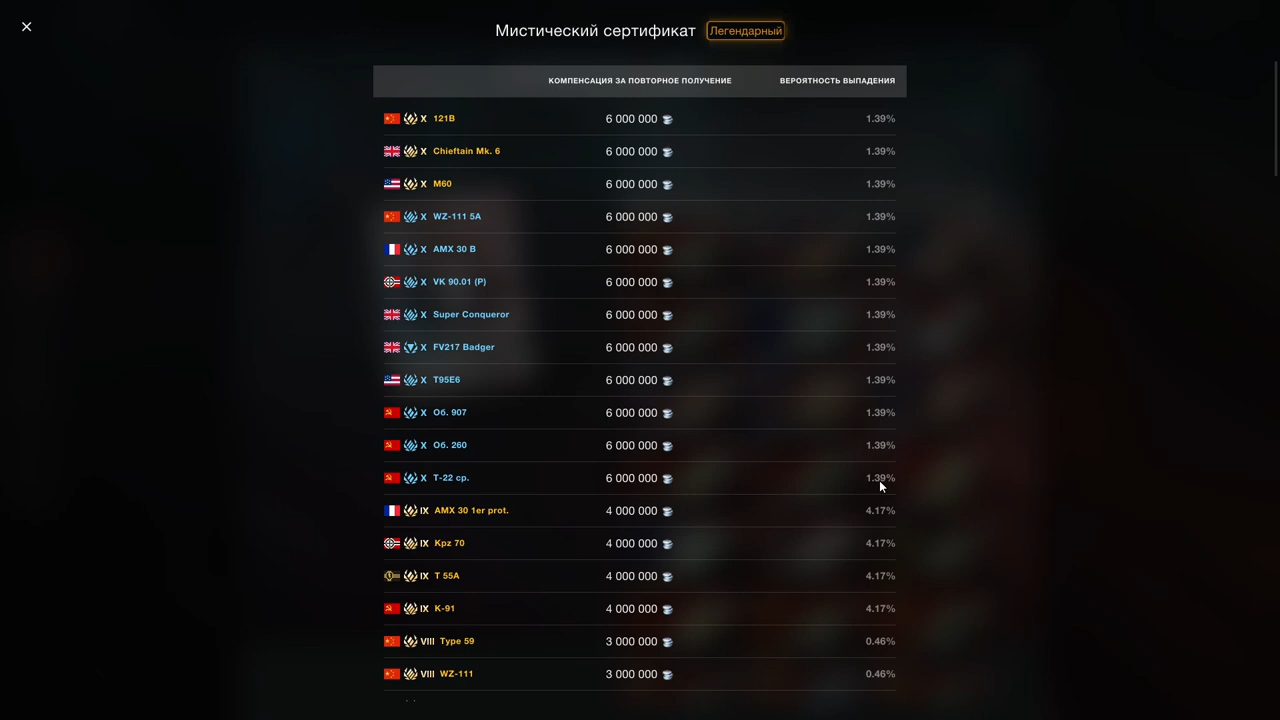 Мистический сертификат Легендарный
КОМПЕНСАЦИЯ ЗА ПОВТОРНОЕ ПОЛУЧЕНИЕ ВЕРОЯТНОСТЬ ВЫПАДЕНИЯ
X 121B 6 000 000 1.39%
X Chieftain Mk. 6 6 000 000 1.39%
X M60 6 000 000 1.39%
X WZ-111 5A 6 000 000 1.39%
X AMX 30 B 6 000 000 1.39%
X VK 90.01 (P) 6 000 000 1.39%
X Super Conqueror 6 000 000 1.39%
X FV217 Badger 6 000 000 1.39%
X T95E6 6 000 000 1.39%
X Об. 907 6 000 000 1.39%
X Об. 260 6 000 000 1.39%
X Т-22 ср. 6 000 000 1.39%
IX AMX 30 1er prot. 4 000 000 4.17%
IX Kpz 70 4 000 000 4.17%
IX T 55A 4 000 000 4.17%
IX К-91 4 000 000 4.17%
VIII Type 59 3 000 000 0.46%
VIII WZ-111 3 000 000 0.46%